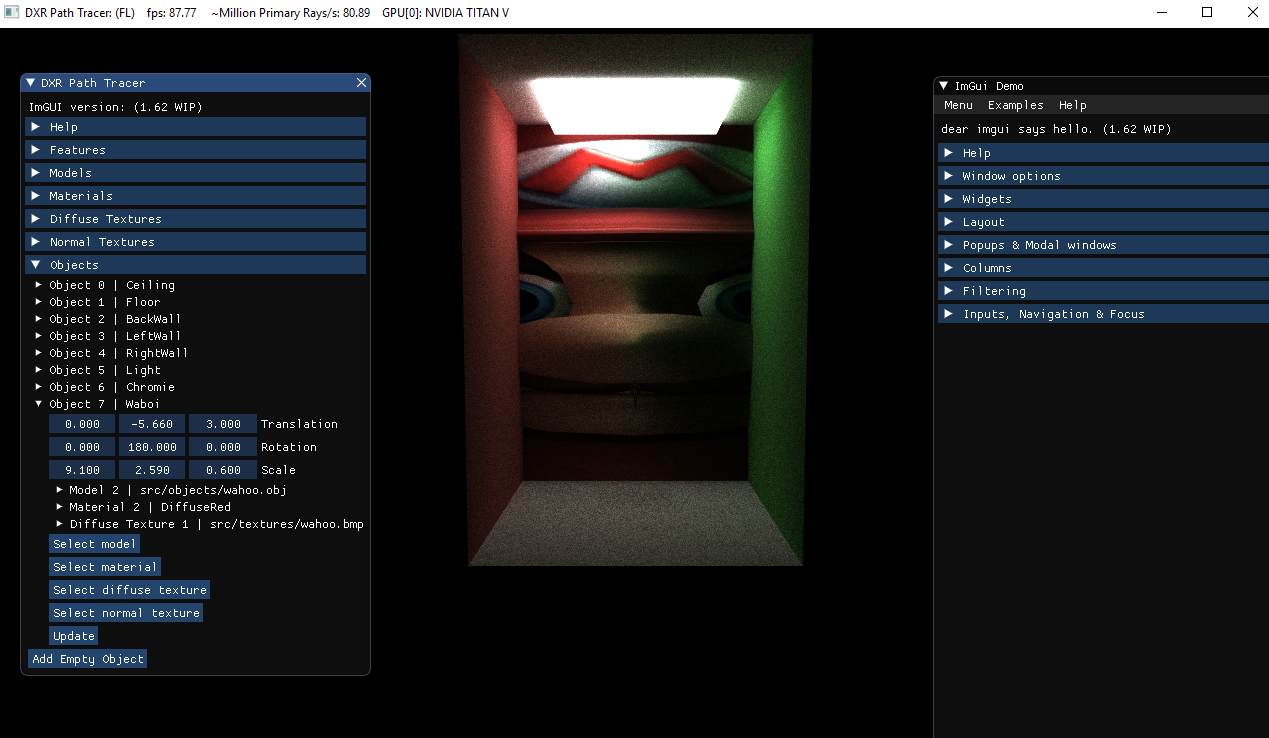 DXR Path Tracer: (FL)    fps: 87.77    ~Million Primary Rays/s: 80.89    GPU[0]: NVIDIA TITAN V
DXR Path Tracer
ImGUI version: (1.62 WIP)
Help
Features
Models
Materials
Diffuse Textures
Normal Textures
Objects
Object 0 | Ceiling
Object 1 | Floor
Object 2 | BackWall
Object 3 | LeftWall
Object 4 | RightWall
Object 5 | Light
Object 6 | Chromie
Object 7 | Waboi
0.000 -5.660 3.000 Translation
0.000 180.000 0.000 Rotation
9.100 2.590 0.600 Scale
Model 2 | src/objects/wahoo.obj
Material 2 | DiffuseRed
Diffuse Texture 1 | src/textures/wahoo.bmp
Select model
Select material
Select diffuse texture
Select normal texture
Update
Add Empty Object
ImGui Demo
Menu Examples Help
dear imgui says hello. (1.62 WIP)
Help
Window options
Widgets
Layout
Popups & Modal windows
Columns
Filtering
Inputs, Navigation & Focus